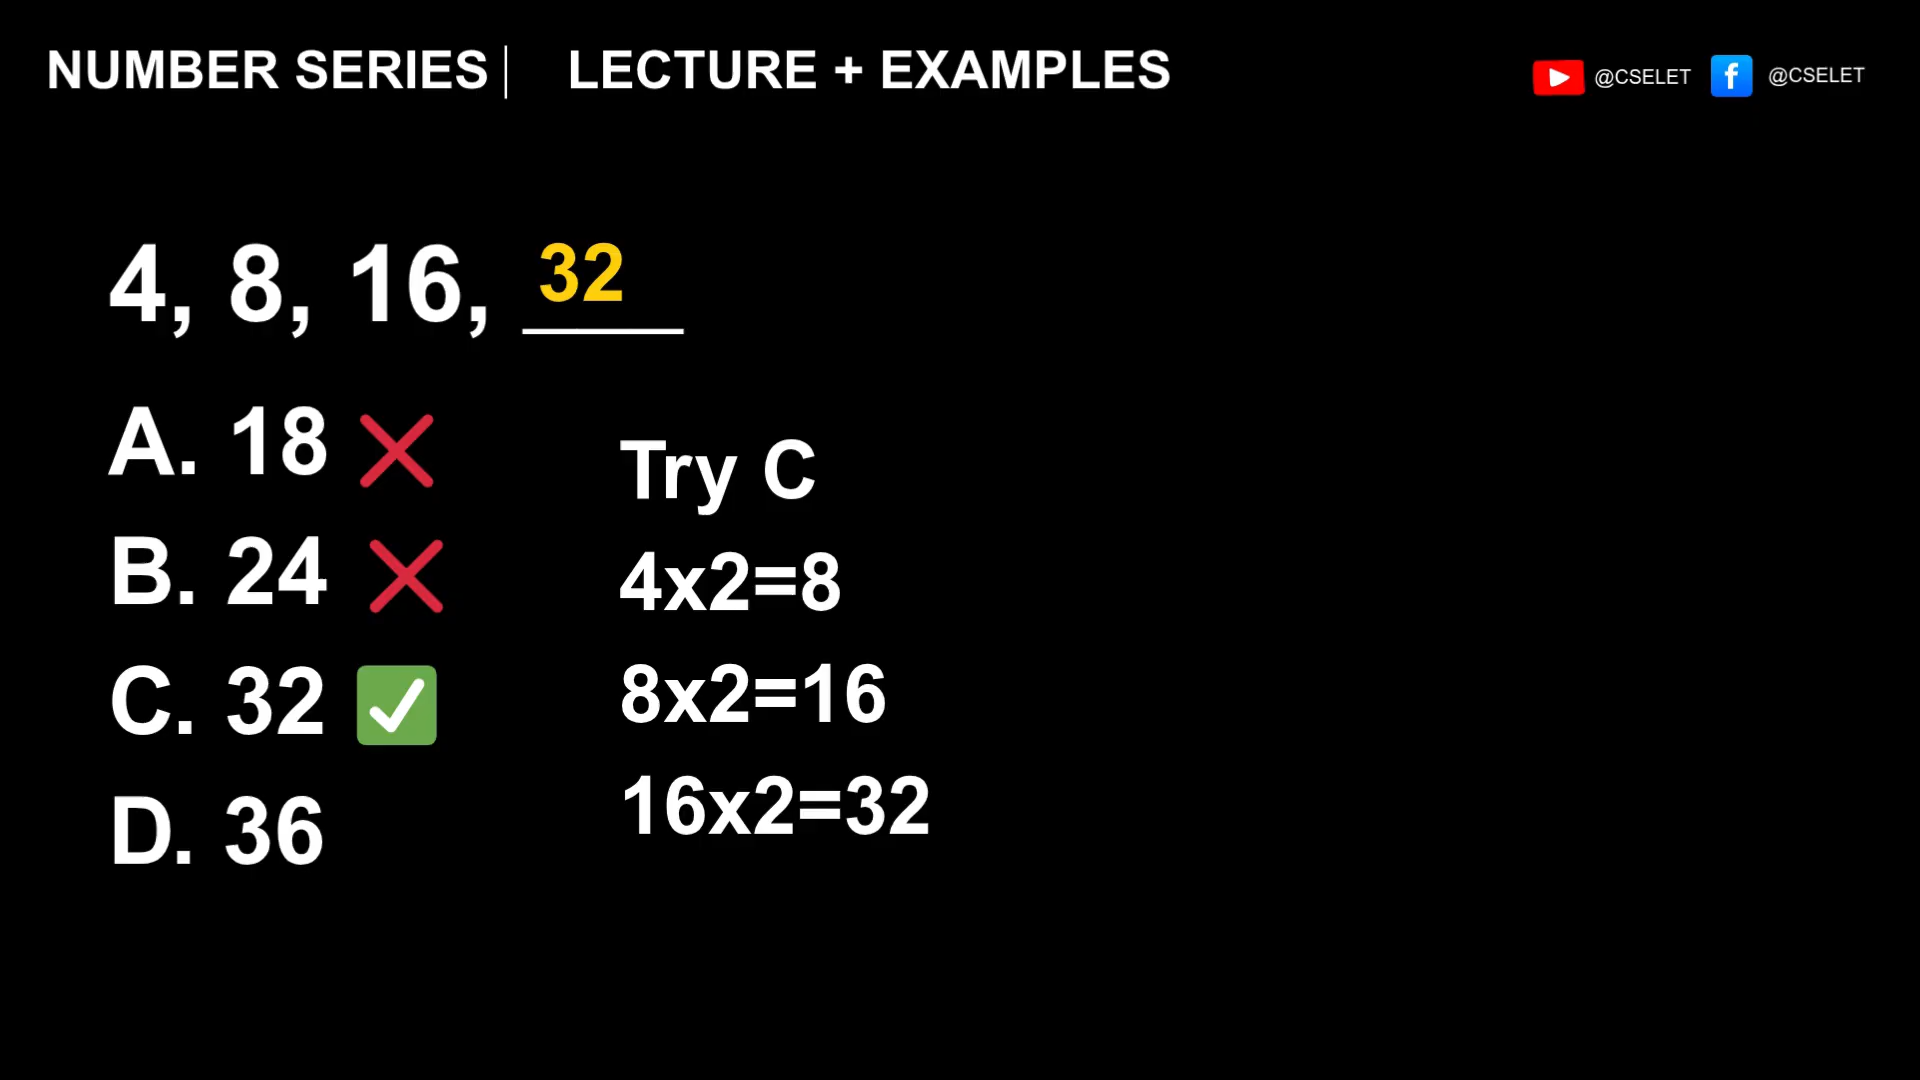 NUMBER SERIES | LECTURE + EXAMPLES
@CSELET @CSELET
4, 8, 16, 32
A. 18
B. 24
C. 32
D. 36
Try C
4x2=8
8x2=16
16x2=32